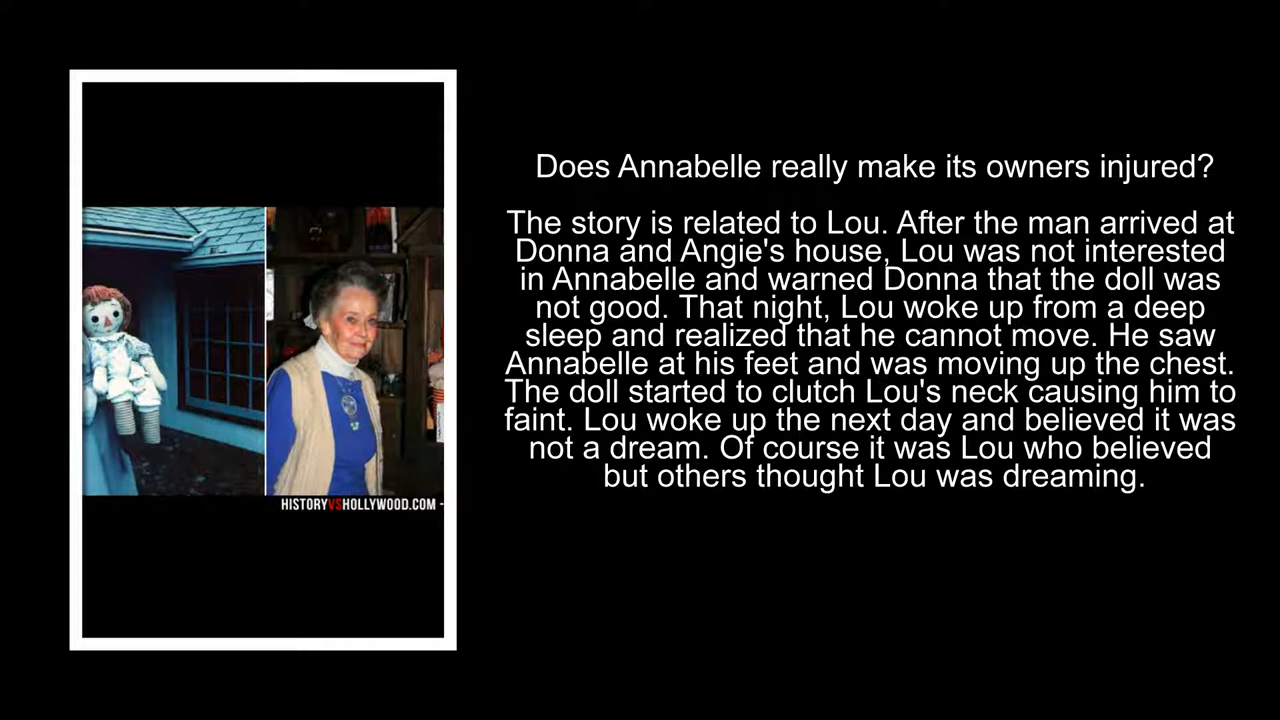 Does Annabelle really make its owners injured?
The story is related to Lou. After the man arrived at
Donna and Angie's house, Lou was not interested
in Annabelle and warned Donna that the doll was
not good. That night, Lou woke up from a deep
sleep and realized that he cannot move. He saw
Annabelle at his feet and was moving up the chest.
The doll started to clutch Lou's neck causing him to
faint. Lou woke up the next day and believed it was
not a dream. Of course it was Lou who believed
but others thought Lou was dreaming.
HISTORYVSHOLLYWOOD.COM -